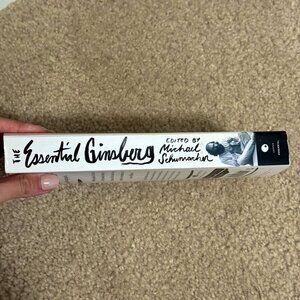 THE
Essential Ginsberg
EDITED BY
Michael
Schumacher